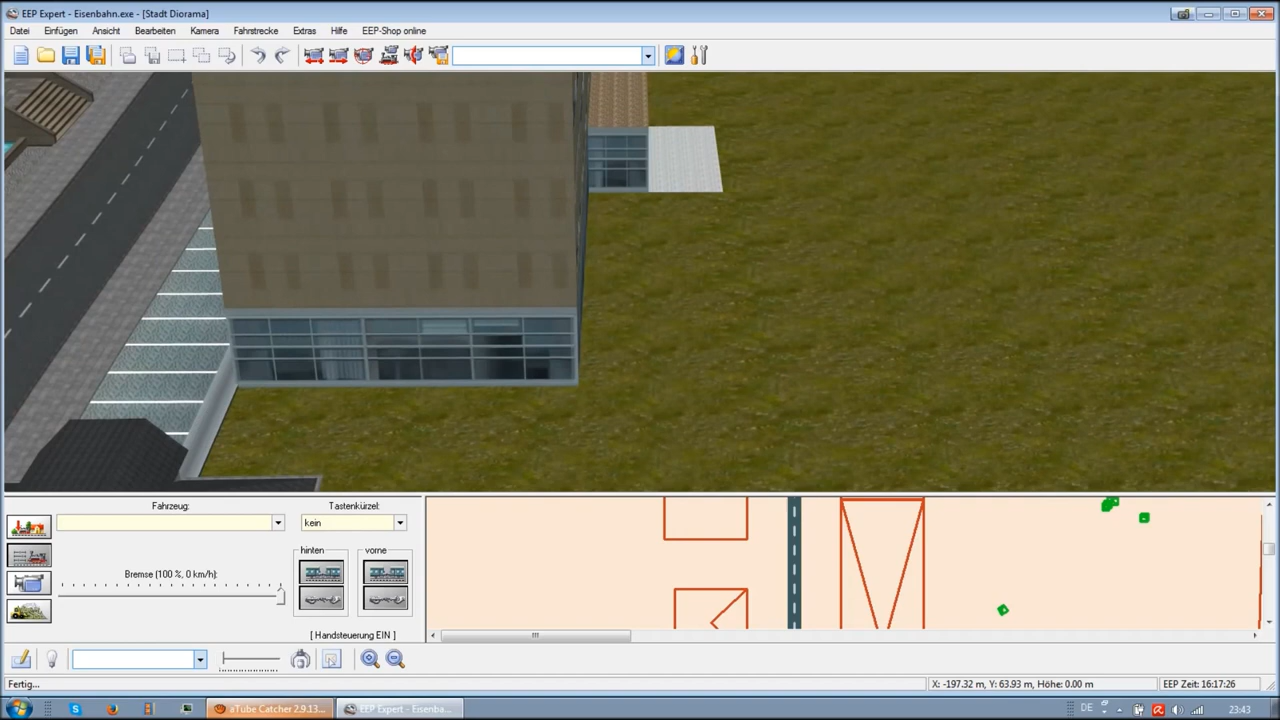 EEP Expert - Eisenbahn.exe - [Stadt Diorama]
Datei Einfügen Ansicht Bearbeiten Kamera Fahrstrecke Extras Hilfe EEP-Shop online
Fahrzeug:
Tastenkürzel:
kein
hinten
vorne
Bremse (100 %, 0 km/h):
[ Handsteuerung EIN ]
Fertig...
X: -197.32 m, Y: 63.93 m, Höhe: 0.00 m
EEP Zeit: 16:17:26
aTube Catcher 2.9.13...
EEP Expert - Eisenba...
DE
23:43